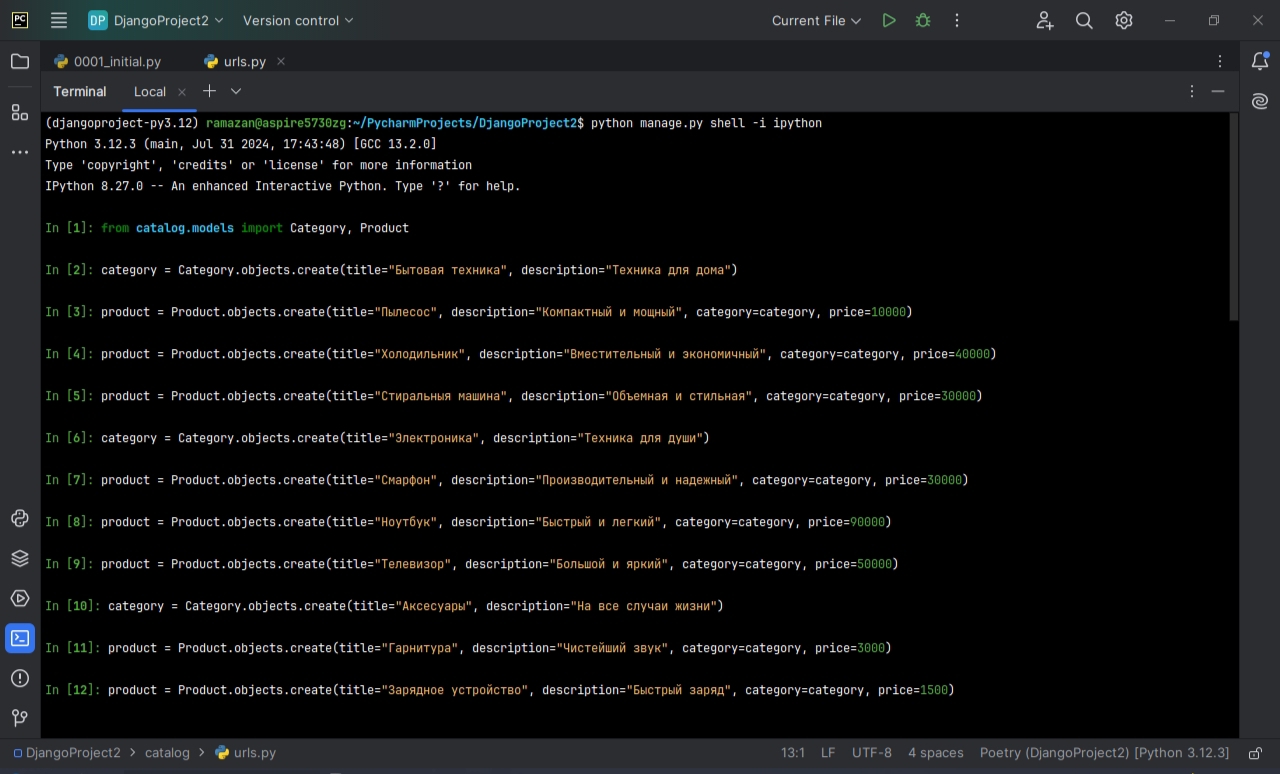 PC DP DjangoProject2 Version control Current File
0001_initial.py urls.py
Terminal Local
(djangoproject-py3.12) ramazan@aspire5730zg:~/PycharmProjects/DjangoProject2$ python manage.py shell -i ipython
Python 3.12.3 (main, Jul 31 2024, 17:43:48) [GCC 13.2.0]
Type 'copyright', 'credits' or 'license' for more information
IPython 8.27.0 -- An enhanced Interactive Python. Type '?' for help.
In [1]: from catalog.models import Category, Product
In [2]: category = Category.objects.create(title="Бытовая техника", description="Техника для дома")
In [3]: product = Product.objects.create(title="Пылесос", description="Компактный и мощный", category=category, price=10000)
In [4]: product = Product.objects.create(title="Холодильник", description="Вместительный и экономичный", category=category, price=40000)
In [5]: product = Product.objects.create(title="Стиральныя машина", description="Объемная и стильная", category=category, price=30000)
In [6]: category = Category.objects.create(title="Электроника", description="Техника для души")
In [7]: product = Product.objects.create(title="Смарфон", description="Производительный и надежный", category=category, price=30000)
In [8]: product = Product.objects.create(title="Ноутбук", description="Быстрый и легкий", category=category, price=90000)
In [9]: product = Product.objects.create(title="Телевизор", description="Большой и яркий", category=category, price=50000)
In [10]: category = Category.objects.create(title="Аксесуары", description="На все случаи жизни")
In [11]: product = Product.objects.create(title="Гарнитура", description="Чистейший звук", category=category, price=3000)
In [12]: product = Product.objects.create(title="Зарядное устройство", description="Быстрый заряд", category=category, price=1500)
DjangoProject2 > catalog > urls.py 13:1 LF UTF-8 4 spaces Poetry (DjangoProject2) [Python 3.12.3]